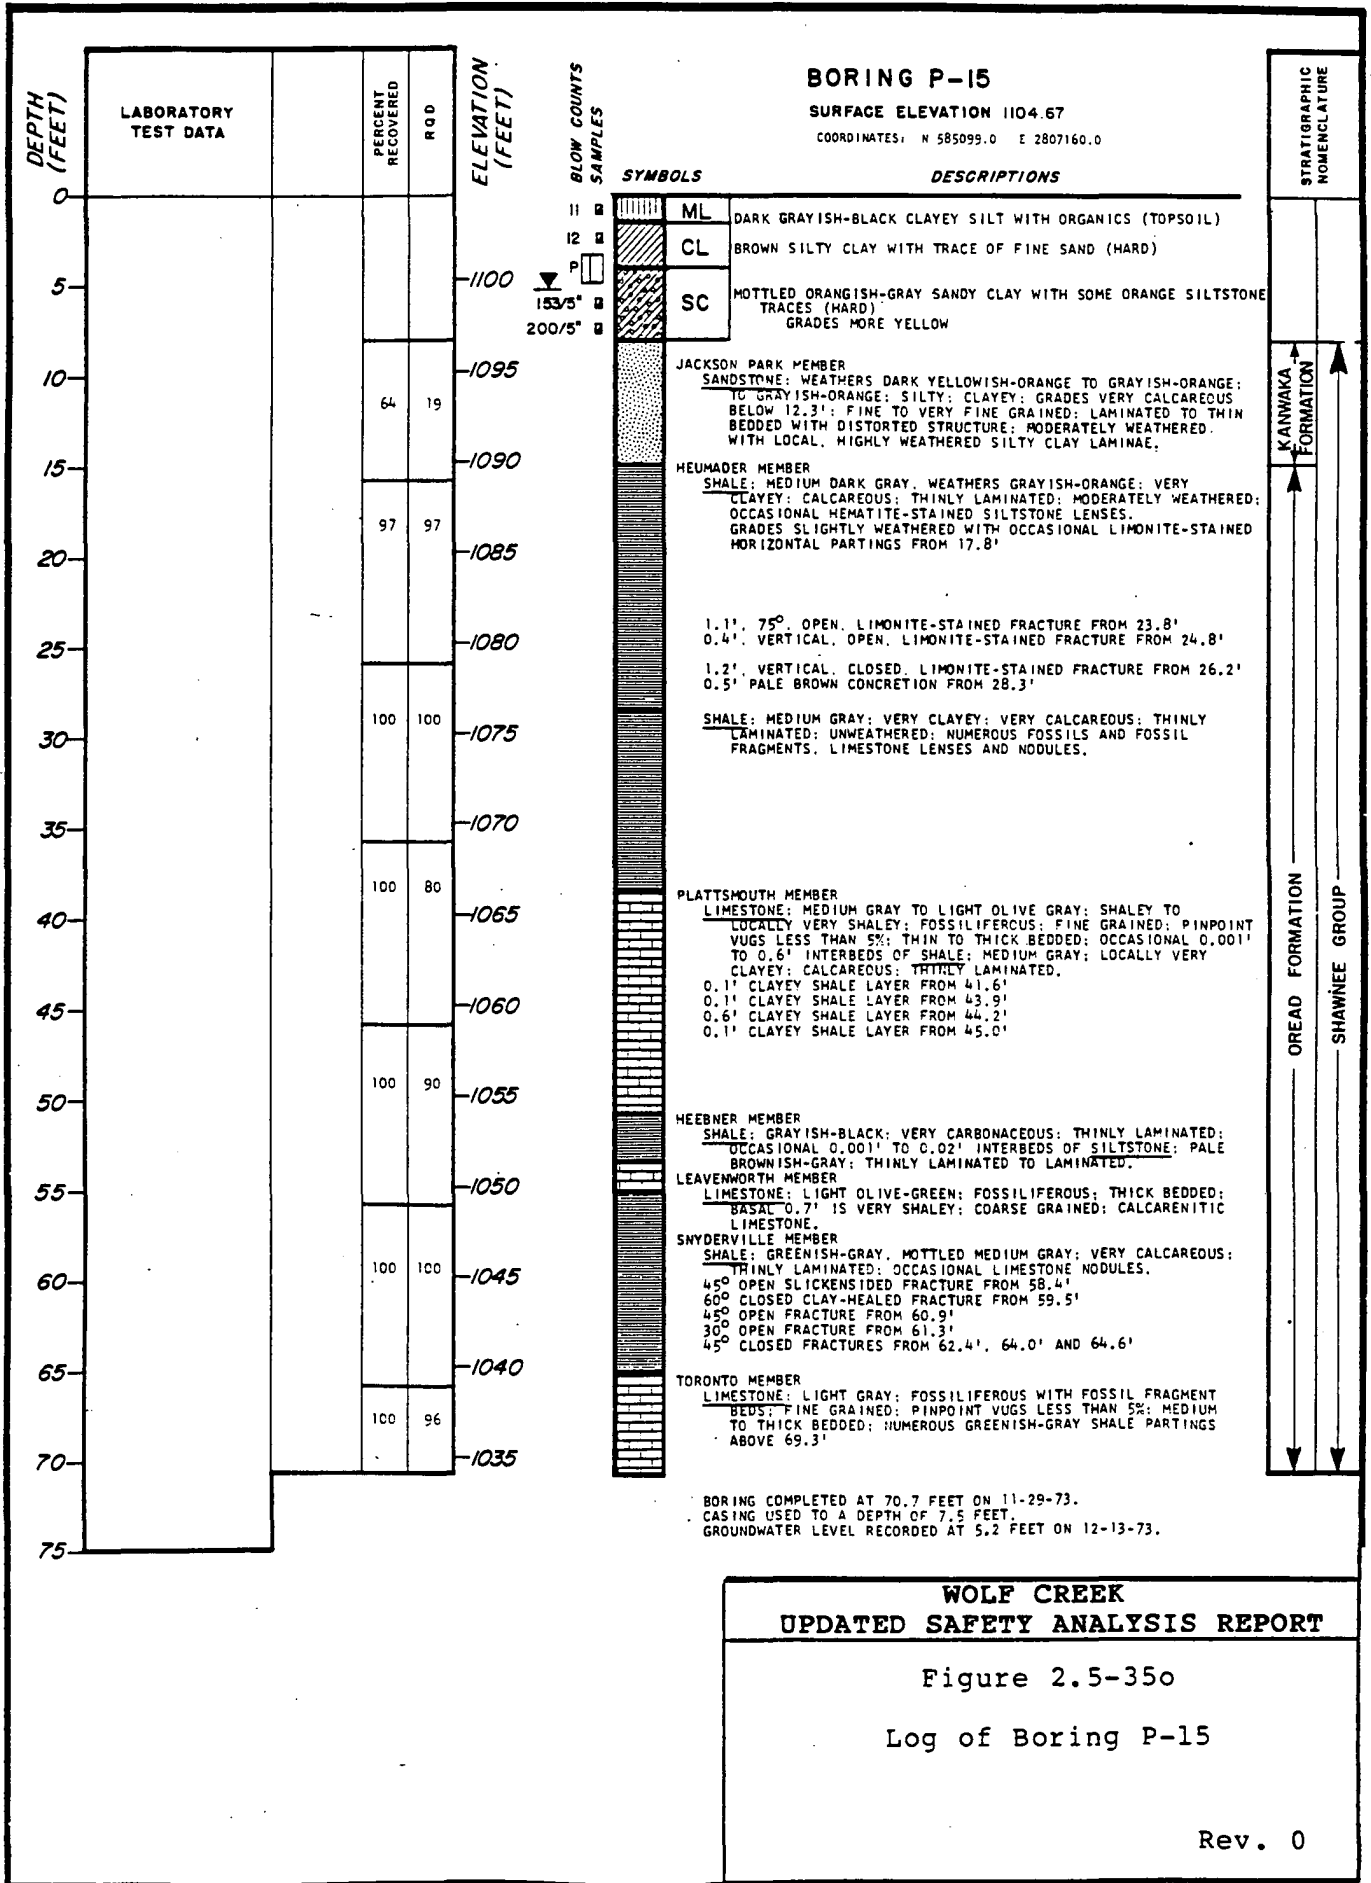 BORING P-15
SURFACE ELEVATION 1104.67
COORDINATES: N 585099.0 E 2807160.0
DEPTH (FEET)
LABORATORY TEST DATA
PERCENT RECOVERED
RQD
ELEVATION (FEET)
BLOW COUNTS
SAMPLES
SYMBOLS
DESCRIPTIONS
STRATIGRAPHIC NOMENCLATURE
0
5
10
15
20
25
30
35
40
45
50
55
60
65
70
75
64 19
97 97
100 100
100 80
100 90
100 100
100 96
1100
1095
1090
1085
1080
1075
1070
1065
1060
1055
1050
1045
1040
1035
11
12
P
153/5"
200/5"
ML
DARK GRAYISH-BLACK CLAYEY SILT WITH ORGANICS (TOPSOIL)
CL
BROWN SILTY CLAY WITH TRACE OF FINE SAND (HARD)
SC
MOTTLED ORANGISH-GRAY SANDY CLAY WITH SOME ORANGE SILTSTONE
TRACES (HARD)
GRADES MORE YELLOW
JACKSON PARK MEMBER
SANDSTONE: WEATHERS DARK YELLOWISH-ORANGE TO GRAYISH-ORANGE;
TO GRAYISH-ORANGE; SILTY; CLAYEY; GRADES VERY CALCAREOUS
BELOW 12.3'; FINE TO VERY FINE GRAINED; LAMINATED TO THIN
BEDDED WITH DISTORTED STRUCTURE; MODERATELY WEATHERED.
WITH LOCAL, HIGHLY WEATHERED SILTY CLAY LAMINAE.
HEUMADER MEMBER
SHALE; MEDIUM DARK GRAY, WEATHERS GRAYISH-ORANGE; VERY
CLAYEY; CALCAREOUS; THINLY LAMINATED; MODERATELY WEATHERED;
OCCASIONAL HEMATITE-STAINED SILTSTONE LENSES.
GRADES SLIGHTLY WEATHERED WITH OCCASIONAL LIMONITE-STAINED
HORIZONTAL PARTINGS FROM 17.8'
1.1', 75°, OPEN, LIMONITE-STAINED FRACTURE FROM 23.8'
0.4', VERTICAL, OPEN, LIMONITE-STAINED FRACTURE FROM 24.8'
1.2', VERTICAL, CLOSED, LIMONITE-STAINED FRACTURE FROM 26.2'
0.5' PALE BROWN CONCRETION FROM 28.3'
SHALE; MEDIUM GRAY; VERY CLAYEY; VERY CALCAREOUS; THINLY
LAMINATED; UNWEATHERED; NUMEROUS FOSSILS AND FOSSIL
FRAGMENTS, LIMESTONE LENSES AND NODULES.
PLATTSMOUTH MEMBER
LIMESTONE; MEDIUM GRAY TO LIGHT OLIVE GRAY; SHALEY TO
LOCALLY VERY SHALEY; FOSSILIFERCUS; FINE GRAINED; PINPOINT
VUGS LESS THAN 5%; THIN TO THICK BEDDED; OCCASIONAL 0.001'
TO 0.6' INTERBEDS OF SHALE; MEDIUM GRAY; LOCALLY VERY
CLAYEY; CALCAREOUS; THINLY LAMINATED.
0.1' CLAYEY SHALE LAYER FROM 41.6'
0.1' CLAYEY SHALE LAYER FROM 43.9'
0.6' CLAYEY SHALE LAYER FROM 44.2'
0.1' CLAYEY SHALE LAYER FROM 45.0'
HEEBNER MEMBER
SHALE; GRAYISH-BLACK; VERY CARBONACEOUS; THINLY LAMINATED;
OCCASIONAL 0.001' TO 0.02' INTERBEDS OF SILTSTONE; PALE
BROWNISH-GRAY; THINLY LAMINATED TO LAMINATED.
LEAVENWORTH MEMBER
LIMESTONE; LIGHT OLIVE-GREEN; FOSSILIFEROUS; THICK BEDDED;
BASAL 0.7' IS VERY SHALEY; COARSE GRAINED; CALCARENITIC
LIMESTONE.
SNYDERVILLE MEMBER
SHALE; GREENISH-GRAY, MOTTLED MEDIUM GRAY; VERY CALCAREOUS;
THINLY LAMINATED; OCCASIONAL LIMESTONE NODULES.
45° OPEN SLICKENSIDED FRACTURE FROM 58.4'
60° CLOSED CLAY-HEALED FRACTURE FROM 59.5'
45° OPEN FRACTURE FROM 60.9'
30° OPEN FRACTURE FROM 61.3'
45° CLOSED FRACTURES FROM 62.4', 64.0' AND 64.6'
TORONTO MEMBER
LIMESTONE; LIGHT GRAY; FOSSILIFEROUS WITH FOSSIL FRAGMENT
BEDS; FINE GRAINED; PINPOINT VUGS LESS THAN 5%; MEDIUM
TO THICK BEDDED; NUMEROUS GREENISH-GRAY SHALE PARTINGS
ABOVE 69.3'
BORING COMPLETED AT 70.7 FEET ON 11-29-73.
CASING USED TO A DEPTH OF 7.5 FEET.
GROUNDWATER LEVEL RECORDED AT 5.2 FEET ON 12-13-73.
KANWAKA FORMATION
OREAD FORMATION
SHAWNEE GROUP
WOLF CREEK
UPDATED SAFETY ANALYSIS REPORT
Figure 2.5-35o
Log of Boring P-15
Rev. 0